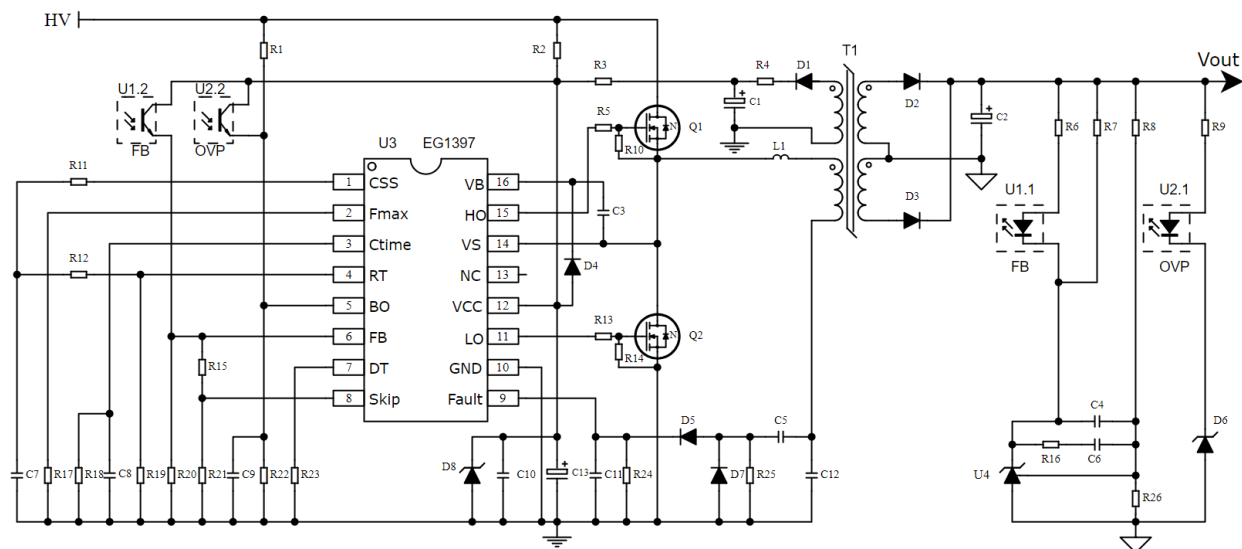 HV
R1
R2
T1
Vout
R3
R4
D1
D2
U1.2
U2.2
C1
C2
R5
R6
R7
R8
R9
N
Q1
FB
OVP
U3
EG1397
R10
L1
R11
1
CSS
VB
16
U1.1
U2.1
2
Fmax
HO
15
C3
D3
3
Ctime
VS
14
D4
FB
OVP
R12
4
RT
NC
13
5
BO
VCC
12
6
FB
LO
11
R13
N
Q2
R15
R14
7
DT
GND
10
8
Skip
Fault
9
D5
C5
C4
D6
R16
C6
C7
R17
R18
C8
R19
R20
R21
C9
R22
R23
D8
C10
C13
C11
R24
D7
R25
C12
U4
R26